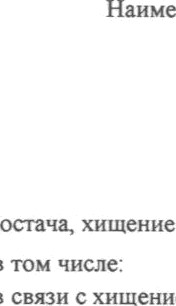 Наиме
остача, хищение
в том числе:
в связи с хищени